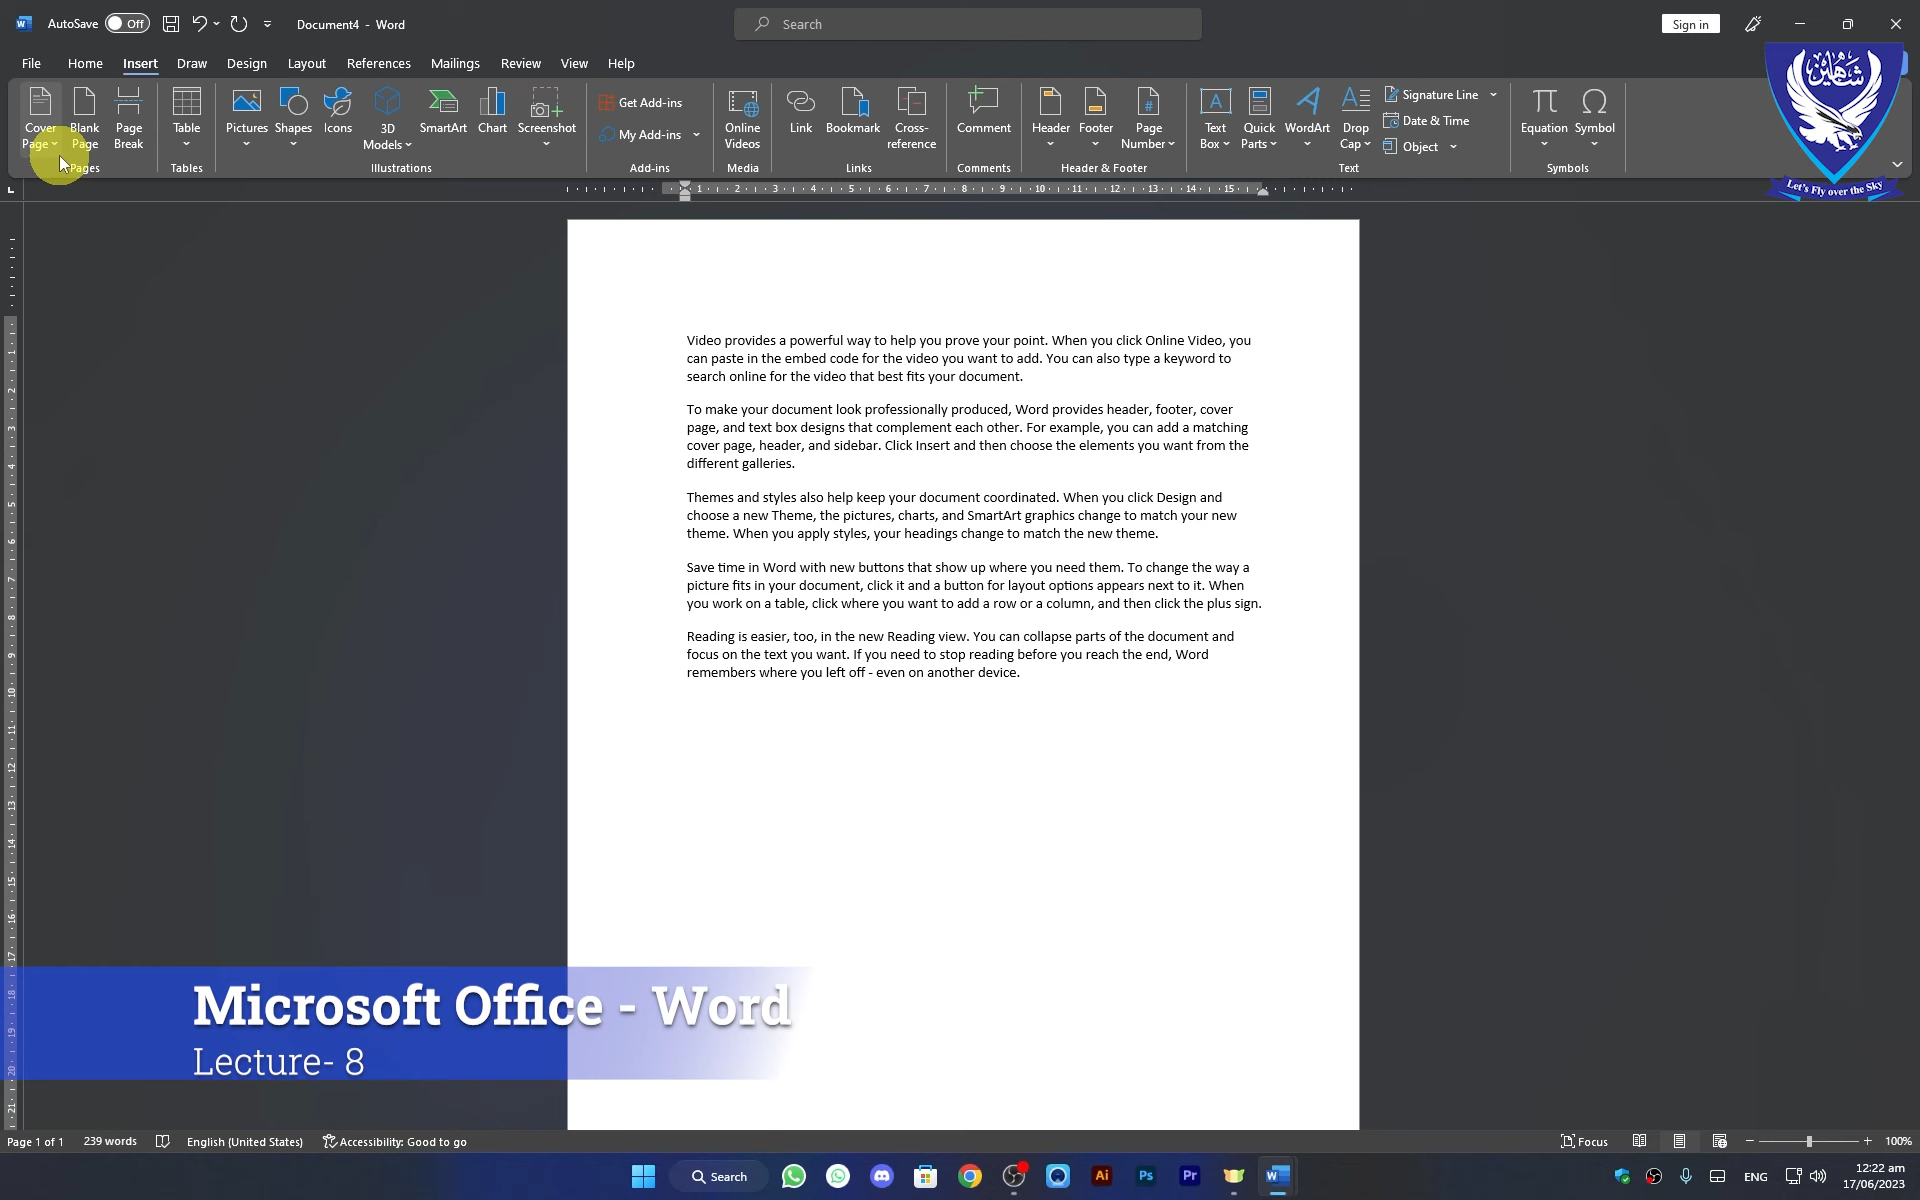 AutoSave Off Document4 - Word Search Sign in
File Home Insert Draw Design Layout References Mailings Review View Help
Cover Page
Blank Page
Page Break
Pages
Table
Tables
Pictures
Shapes
Icons
3D Models
SmartArt
Chart
Screenshot
Illustrations
Get Add-ins
My Add-ins
Add-ins
Online Videos
Media
Link
Bookmark
Cross-reference
Links
Comment
Comments
Header
Footer
Page Number
Header & Footer
Text Box
Quick Parts
WordArt
Drop Cap
Signature Line
Date & Time
Object
Text
Equation
Symbol
Symbols
شاهين
Let's Fly over the Sky
Video provides a powerful way to help you prove your point. When you click Online Video, you
can paste in the embed code for the video you want to add. You can also type a keyword to
search online for the video that best fits your document.
To make your document look professionally produced, Word provides header, footer, cover
page, and text box designs that complement each other. For example, you can add a matching
cover page, header, and sidebar. Click Insert and then choose the elements you want from the
different galleries.
Themes and styles also help keep your document coordinated. When you click Design and
choose a new Theme, the pictures, charts, and SmartArt graphics change to match your new
theme. When you apply styles, your headings change to match the new theme.
Save time in Word with new buttons that show up where you need them. To change the way a
picture fits in your document, click it and a button for layout options appears next to it. When
you work on a table, click where you want to add a row or a column, and then click the plus sign.
Reading is easier, too, in the new Reading view. You can collapse parts of the document and
focus on the text you want. If you need to stop reading before you reach the end, Word
remembers where you left off - even on another device.
Microsoft Office - Word
Lecture- 8
Page 1 of 1 239 words English (United States) Accessibility: Good to go Focus 100%
Search Ai Ps Pr ENG 12:22 am
17/06/2023